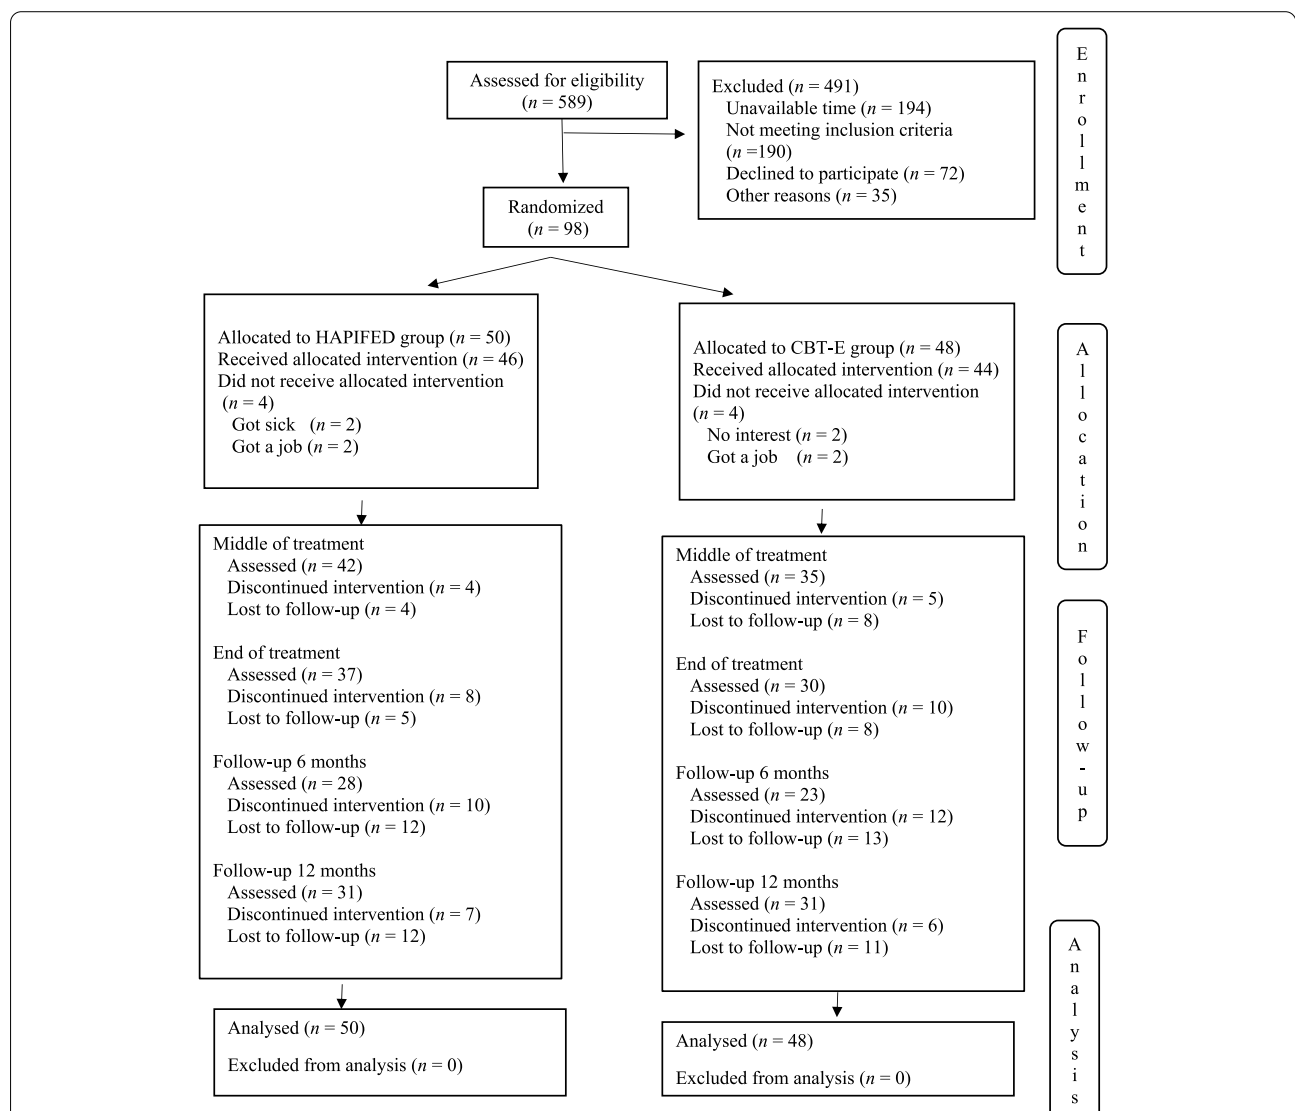 Assessed for eligibility
(n = 589)
Excluded (n = 491)
Unavailable time (n = 194)
Not meeting inclusion criteria
(n =190)
Declined to participate (n = 72)
Other reasons (n = 35)
Randomized
(n = 98)
Enrollment
Allocated to HAPIFED group (n = 50)
Received allocated intervention (n = 46)
Did not receive allocated intervention
(n = 4)
Got sick (n = 2)
Got a job (n = 2)
Allocated to CBT-E group (n = 48)
Received allocated intervention (n = 44)
Did not receive allocated intervention
(n = 4)
No interest (n = 2)
Got a job (n = 2)
Allocation
Middle of treatment
Assessed (n = 42)
Discontinued intervention (n = 4)
Lost to follow-up (n = 4)
End of treatment
Assessed (n = 37)
Discontinued intervention (n = 8)
Lost to follow-up (n = 5)
Follow-up 6 months
Assessed (n = 28)
Discontinued intervention (n = 10)
Lost to follow-up (n = 12)
Follow-up 12 months
Assessed (n = 31)
Discontinued intervention (n = 7)
Lost to follow-up (n = 12)
Middle of treatment
Assessed (n = 35)
Discontinued intervention (n = 5)
Lost to follow-up (n = 8)
End of treatment
Assessed (n = 30)
Discontinued intervention (n = 10)
Lost to follow-up (n = 8)
Follow-up 6 months
Assessed (n = 23)
Discontinued intervention (n = 12)
Lost to follow-up (n = 13)
Follow-up 12 months
Assessed (n = 31)
Discontinued intervention (n = 6)
Lost to follow-up (n = 11)
Follow-up
Analysed (n = 50)
Excluded from analysis (n = 0)
Analysed (n = 48)
Excluded from analysis (n = 0)
Analysis